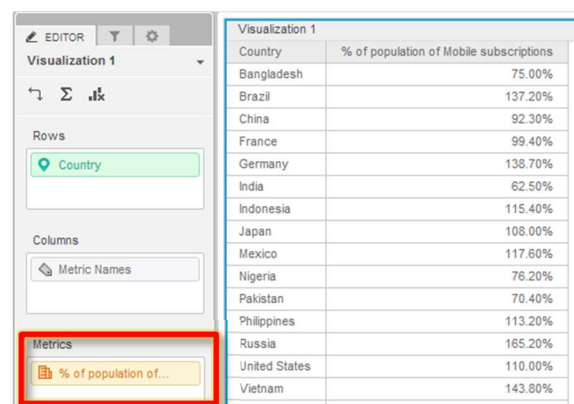 EDITOR
Visualization 1
Rows
Country
Columns
Metric Names
Metrics
% of population of...
Visualization 1
Country % of population of Mobile subscriptions
Bangladesh 75.00%
Brazil 137.20%
China 92.30%
France 99.40%
Germany 138.70%
India 62.50%
Indonesia 115.40%
Japan 108.00%
Mexico 117.60%
Nigeria 76.20%
Pakistan 70.40%
Philippines 113.20%
Russia 165.20%
United States 110.00%
Vietnam 143.80%